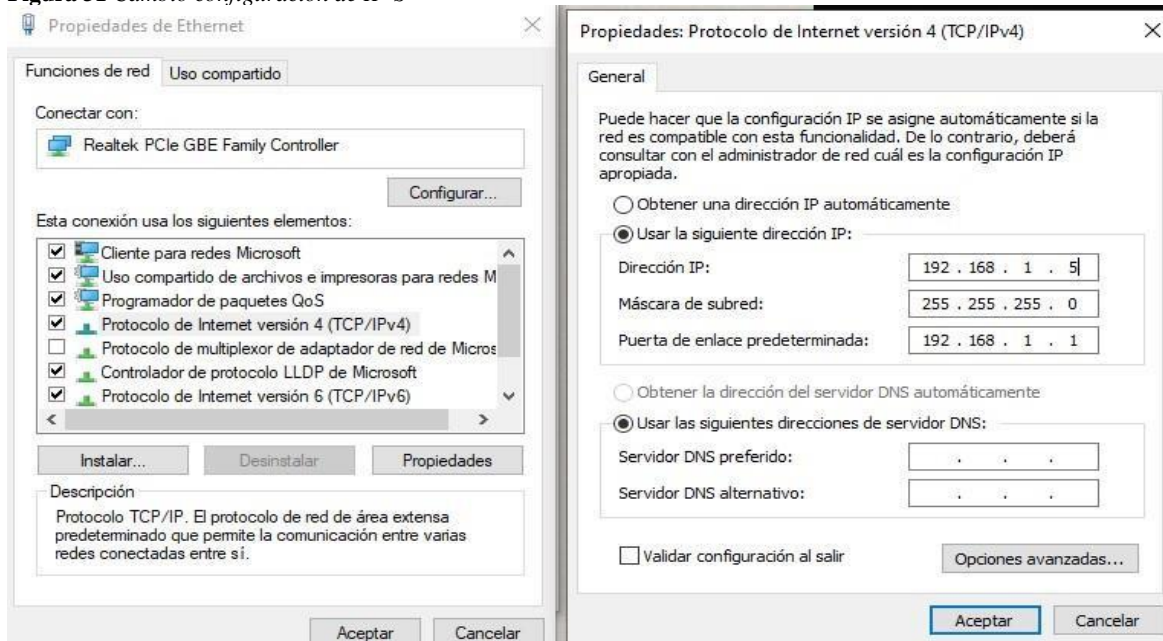 Figura 31 Cambio configuración de IP's
Propiedades de Ethernet
Funciones de red
Uso compartido
Conectar con:
Realtek PCIe GBE Family Controller
Configurar...
Esta conexión usa los siguientes elementos:
Cliente para redes Microsoft
Uso compartido de archivos e impresoras para redes M
Programador de paquetes QoS
Protocolo de Internet versión 4 (TCP/IPv4)
Protocolo de multiplexor de adaptador de red de Micros
Controlador de protocolo LLDP de Microsoft
Protocolo de Internet versión 6 (TCP/IPv6)
Instalar...
Desinstalar
Propiedades
Descripción
Protocolo TCP/IP. El protocolo de red de área extensa
predeterminado que permite la comunicación entre varias
redes conectadas entre sí.
Aceptar
Cancelar
Propiedades: Protocolo de Internet versión 4 (TCP/IPv4)
General
Puede hacer que la configuración IP se asigne automáticamente si la
red es compatible con esta funcionalidad. De lo contrario, deberá
consultar con el administrador de red cuál es la configuración IP
apropiada.
Obtener una dirección IP automáticamente
Usar la siguiente dirección IP:
Dirección IP: 192 . 168 . 1 . 5
Máscara de subred: 255 . 255 . 255 . 0
Puerta de enlace predeterminada: 192 . 168 . 1 . 1
Obtener la dirección del servidor DNS automáticamente
Usar las siguientes direcciones de servidor DNS:
Servidor DNS preferido: . . .
Servidor DNS alternativo: . . .
Validar configuración al salir
Opciones avanzadas...
Aceptar
Cancelar